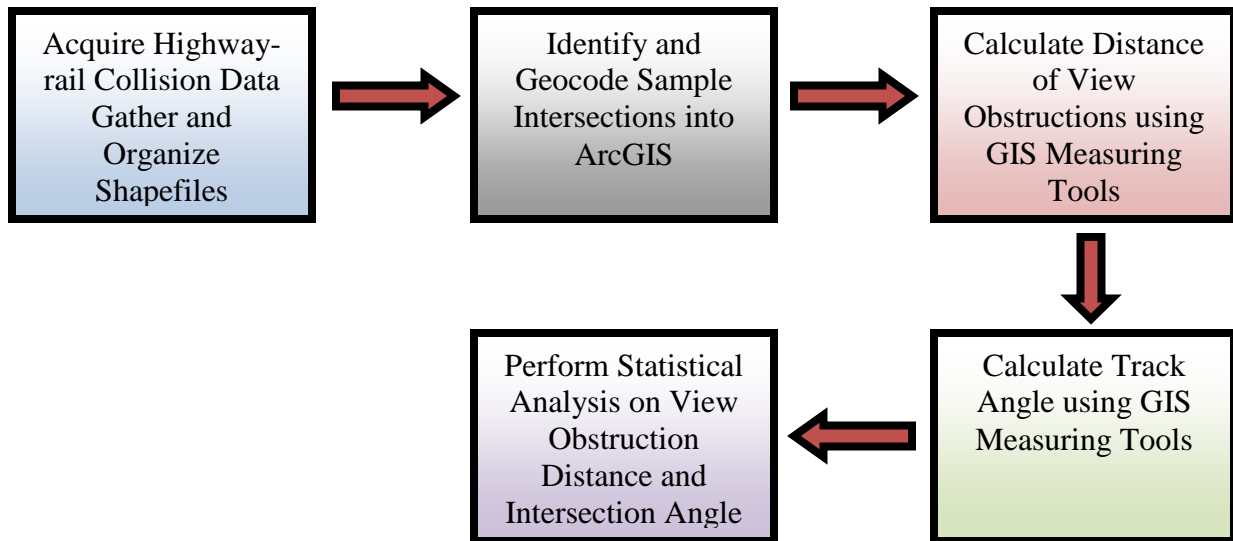 Acquire Highway-
rail Collision Data
Gather and
Organize
Shapefiles
Identify and
Geocode Sample
Intersections into
ArcGIS
Calculate Distance
of View
Obstructions using
GIS Measuring
Tools
Calculate Track
Angle using GIS
Measuring Tools
Perform Statistical
Analysis on View
Obstruction
Distance and
Intersection Angle